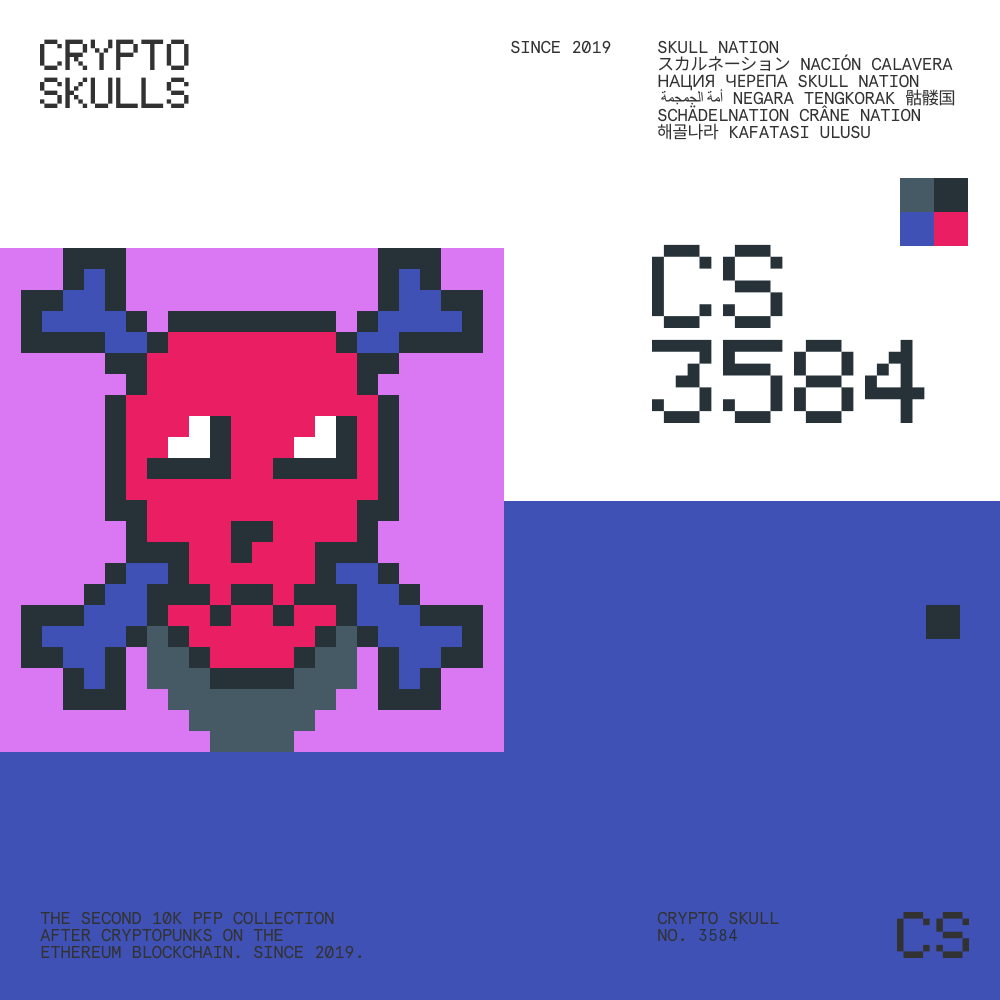 CRYPTO
SKULLS
SINCE 2019
SKULL NATION
スカルネーション NACIÓN CALAVERA
НАЦИЯ ЧЕРЕПА SKULL NATION
أمة الجمجمة NEGARA TENGKORAK 骷髅国
SCHÄDELNATION CRÂNE NATION
해골나라 KAFATASI ULUSU
CS
3584
THE SECOND 10K PFP COLLECTION
AFTER CRYPTOPUNKS ON THE
ETHEREUM BLOCKCHAIN. SINCE 2019.
CRYPTO SKULL
NO. 3584
CS